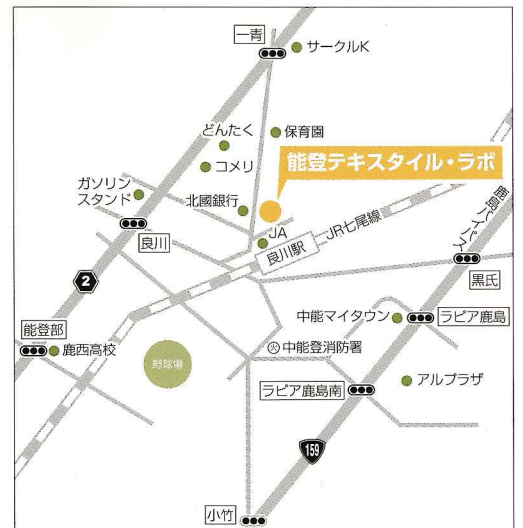 一青
サークルK
どんたく
保育園
コメリ
能登テキスタイル・ラボ
ガソリン
スタンド
北國銀行
鹿島バイパス
JA
JR七尾線
良川駅
良川
黒氏
2
中能マイタウン
ラピア鹿島
能登部
鹿西高校
野球場
火
中能登消防署
ラピア鹿島南
アルプラザ
159
小竹